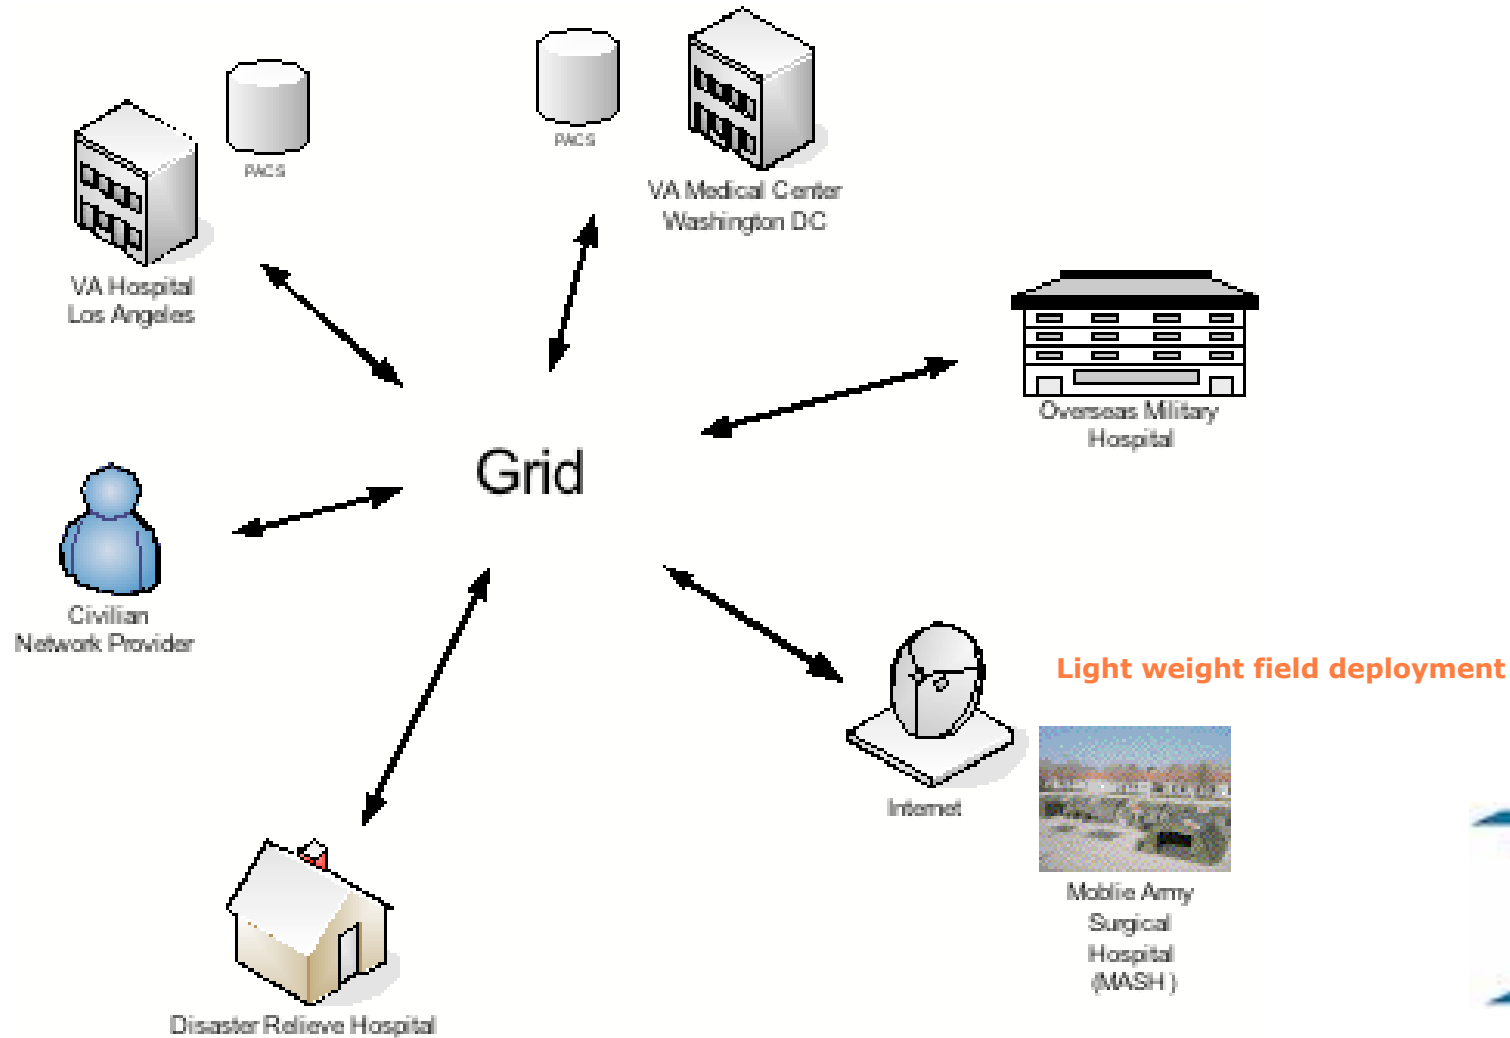 PACS
PACS
VA Medical Center
Washington DC
VA Hospital
Los Angeles
Overseas Military
Hospital
Grid
Civilian
Network Provider
Light weight field deployment
Internet
Moblie Army
Surgical
Hospital
(MASH )
Disaster Relieve Hospital